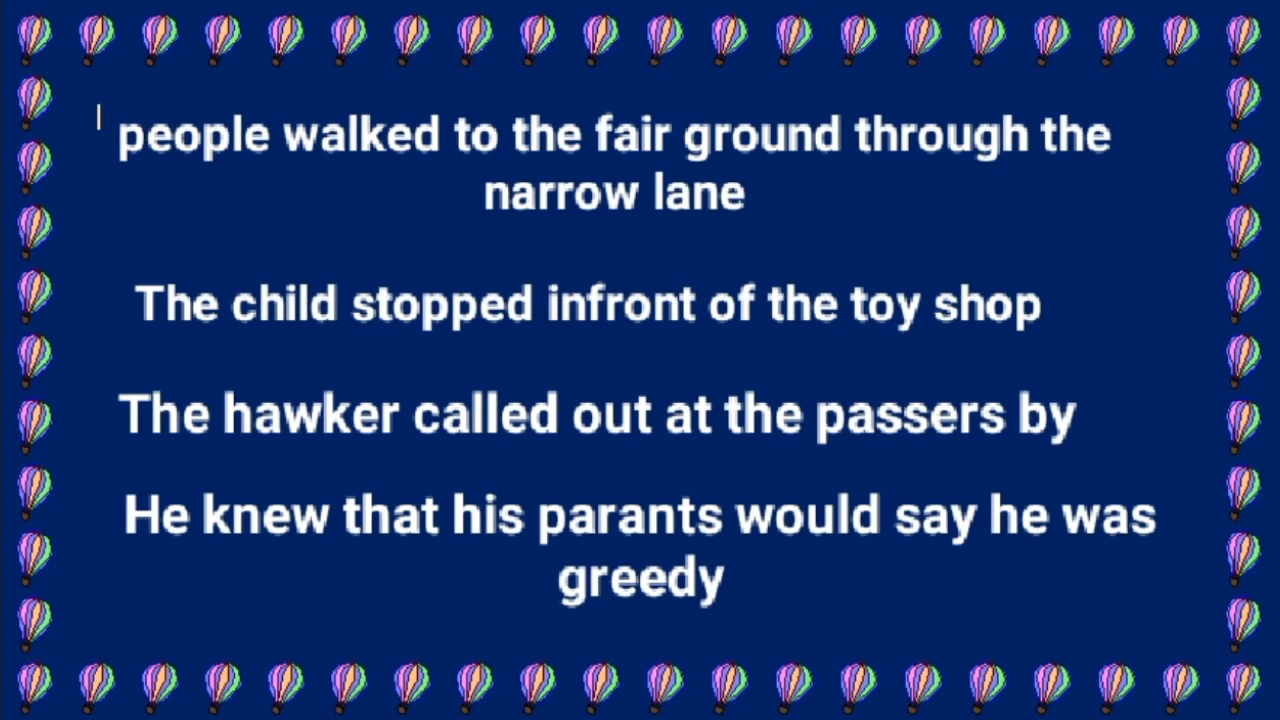 people walked to the fair ground through the
narrow lane
The child stopped infront of the toy shop
The hawker called out at the passers by
He knew that his parants would say he was
greedy